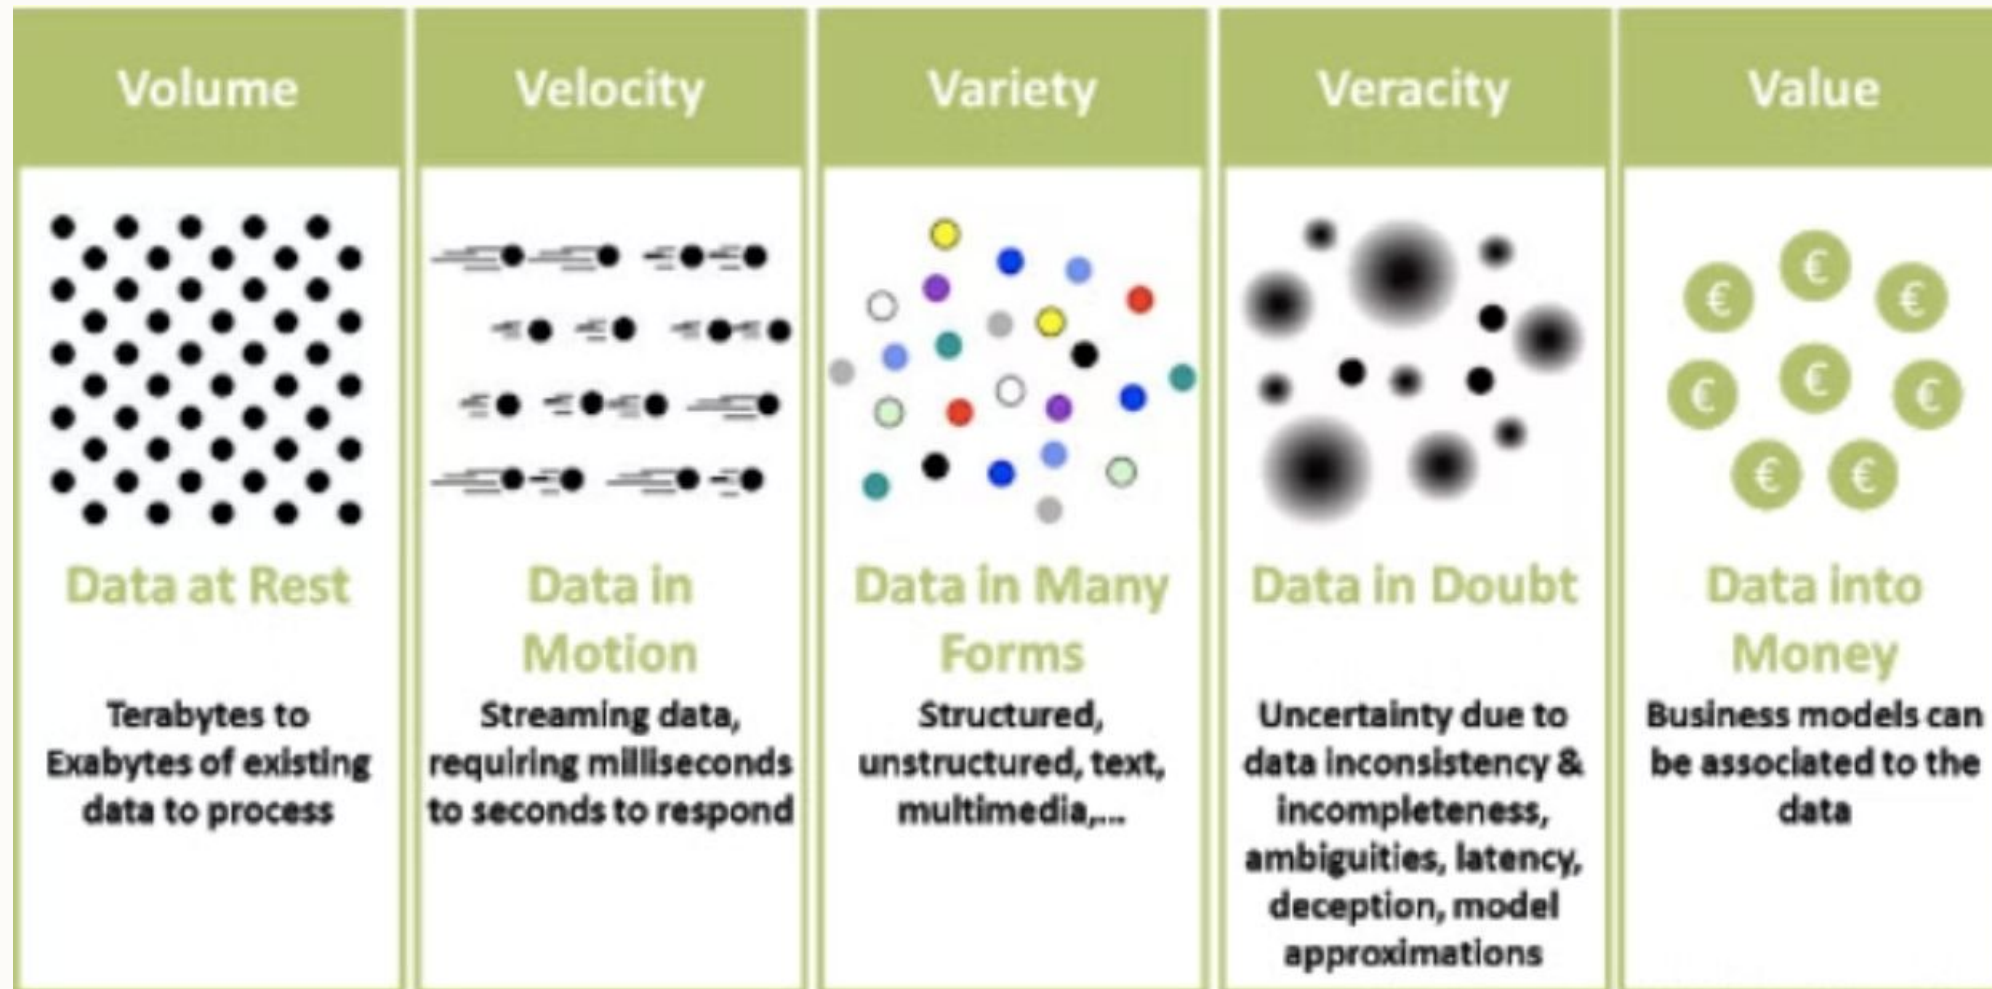 Volume
Data at Rest
Terabytes to
Exabytes of existing
data to process
Velocity
Data in
Motion
Streaming data,
requiring milliseconds
to seconds to respond
Variety
Data in Many
Forms
Structured,
unstructured, text,
multimedia,...
Veracity
Data in Doubt
Uncertainty due to
data inconsistency &
incompleteness,
ambiguities, latency,
deception, model
approximations
Value
€
€
€
€
€
€
€
€
Data into
Money
Business models can
be associated to the
data